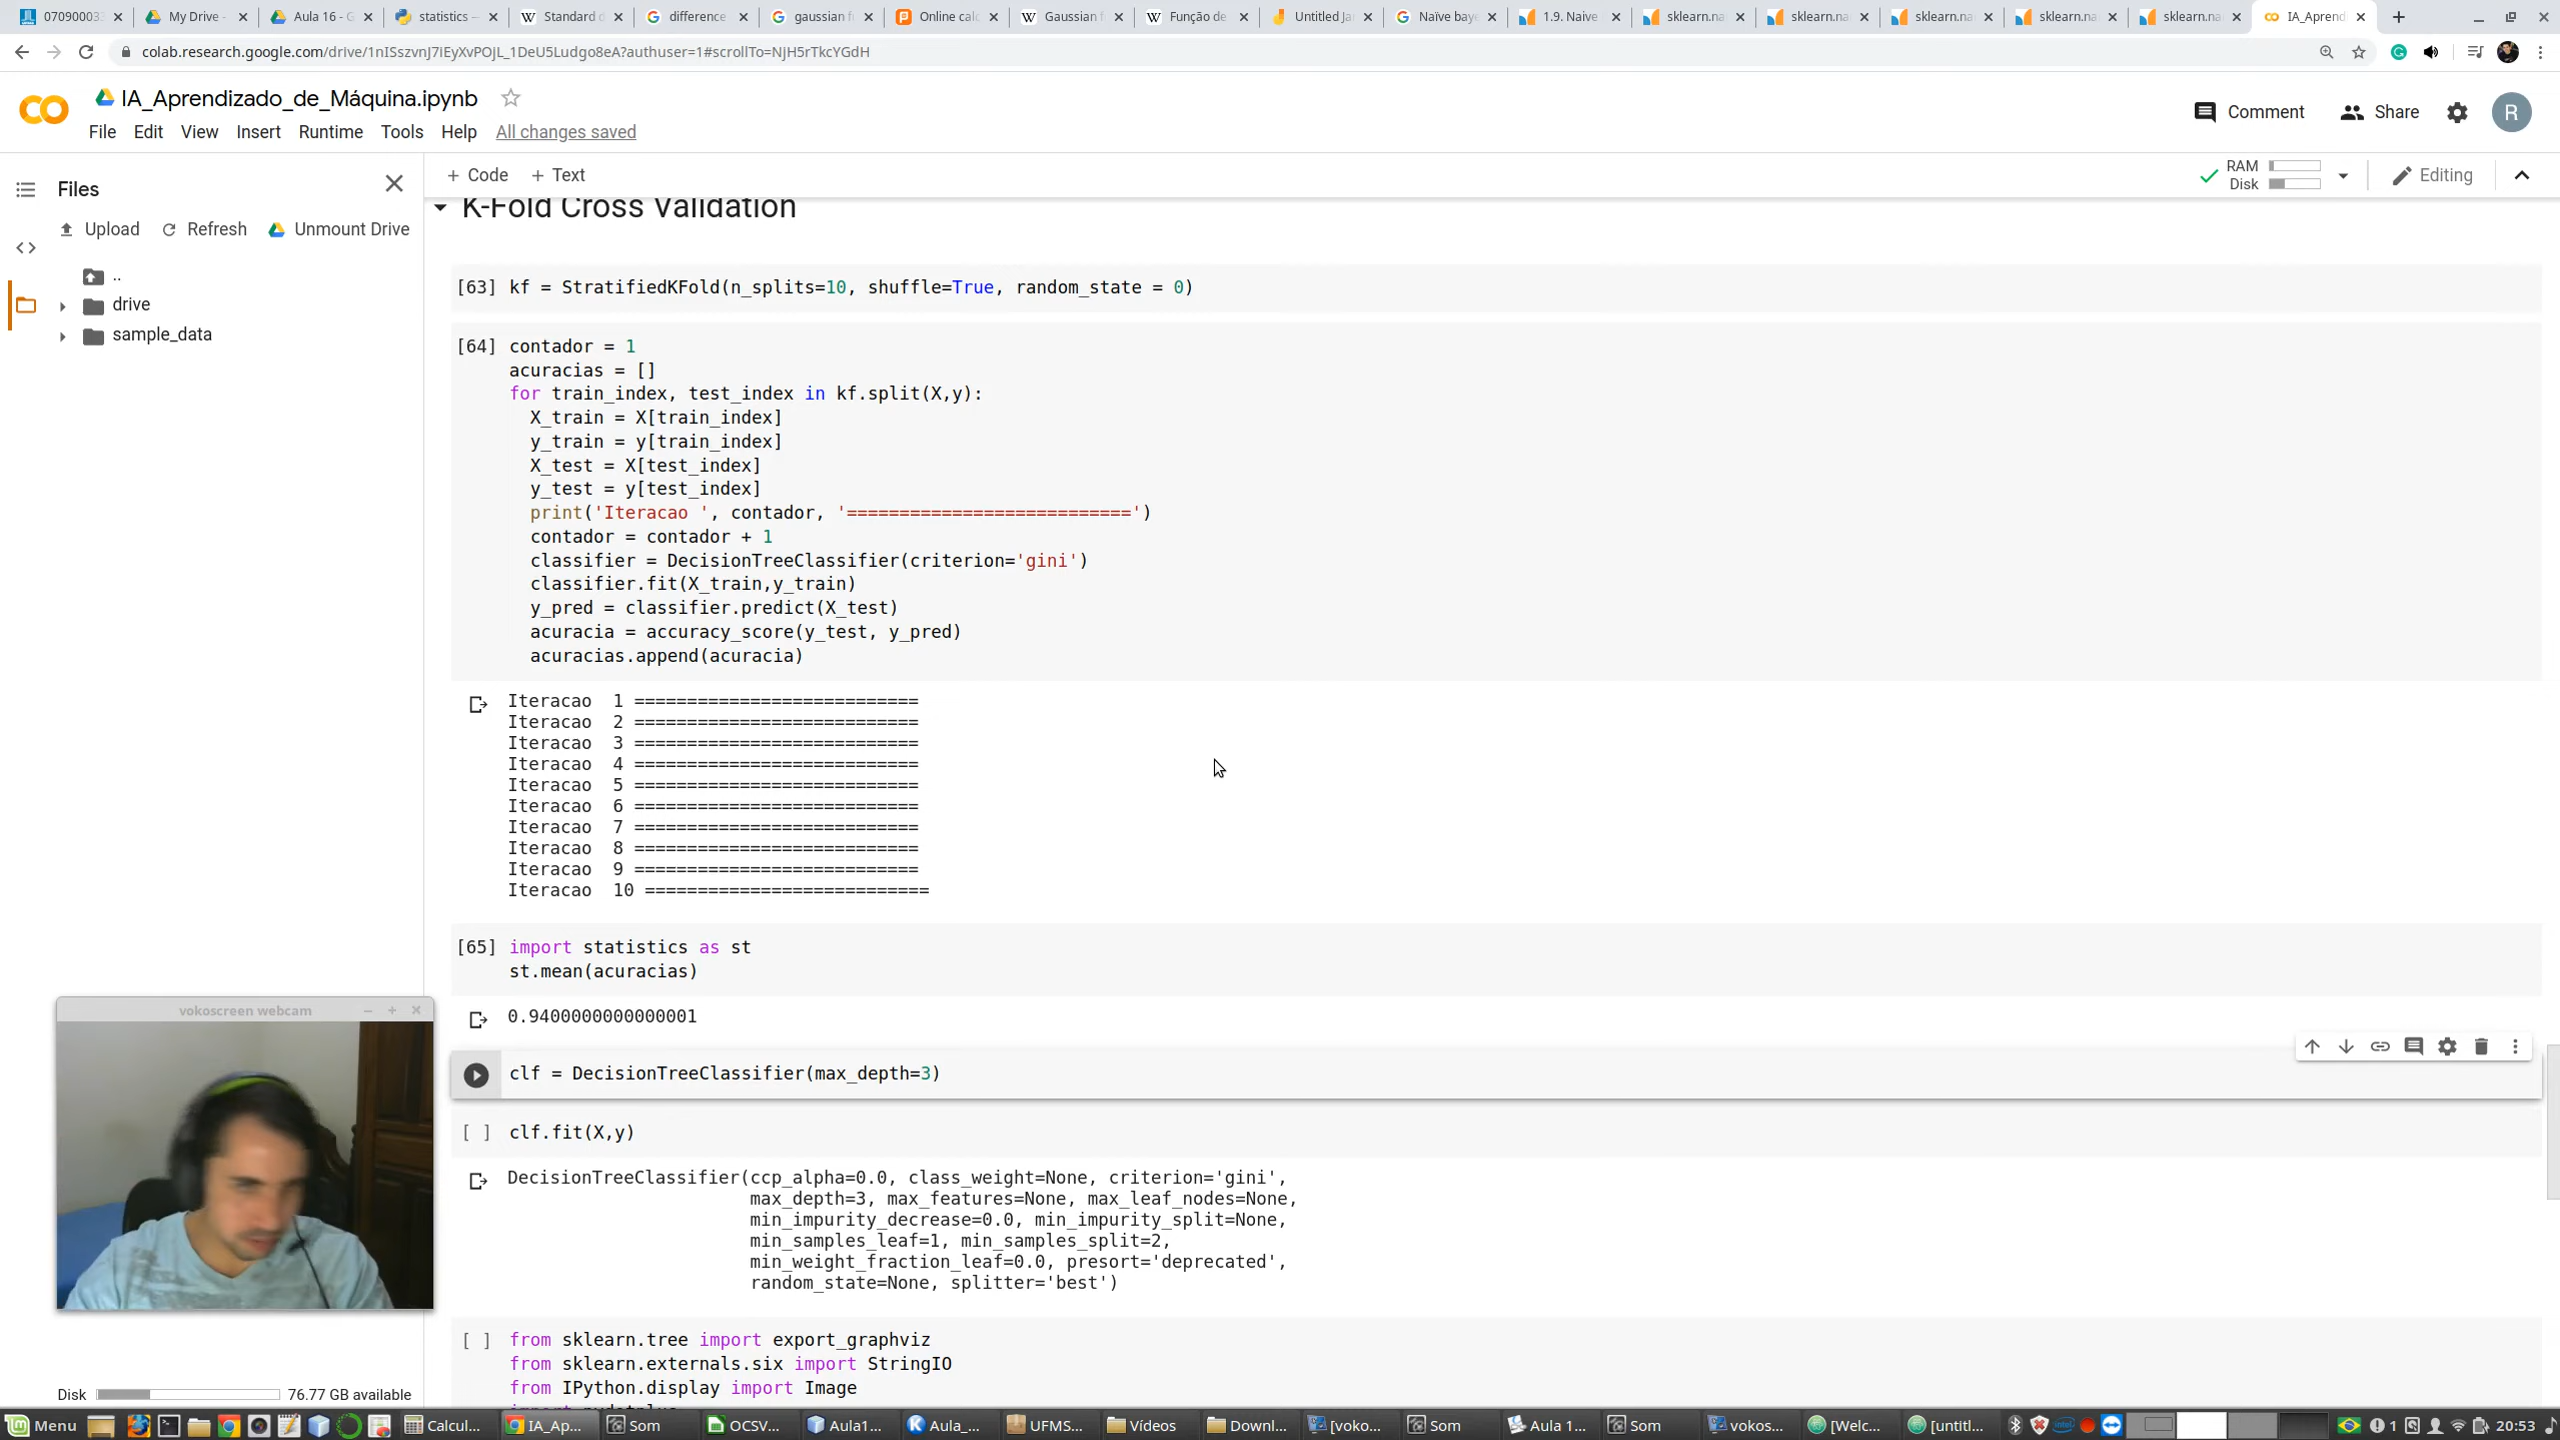 0709000033
My Drive -
Aula 16 - G
statistics —
Standard d
difference
gaussian f
Online calc
Gaussian f
Função de
Untitled Ja
Naïve baye
1.9. Naive
sklearn.na
sklearn.na
sklearn.na
sklearn.na
sklearn.na
IA_Aprend
colab.research.google.com/drive/1nISszvnJ7iEyXvPOjL_1DeU5Ludgo8eA?authuser=1#scrollTo=NJH5rTkcYGdH
IA_Aprendizado_de_Máquina.ipynb
File Edit View Insert Runtime Tools Help All changes saved
Comment
Share
R
Files
Upload Refresh Unmount Drive
..
drive
sample_data
Disk 76.77 GB available
+ Code + Text
RAM
Disk
Editing
K-Fold Cross Validation
[63] kf = StratifiedKFold(n_splits=10, shuffle=True, random_state = 0)
[64] contador = 1
acuracias = []
for train_index, test_index in kf.split(X,y):
X_train = X[train_index]
y_train = y[train_index]
X_test = X[test_index]
y_test = y[test_index]
print('Iteracao ', contador, '===========================')
contador = contador + 1
classifier = DecisionTreeClassifier(criterion='gini')
classifier.fit(X_train,y_train)
y_pred = classifier.predict(X_test)
acuracia = accuracy_score(y_test, y_pred)
acuracias.append(acuracia)
Iteracao  1 ===========================
Iteracao  2 ===========================
Iteracao  3 ===========================
Iteracao  4 ===========================
Iteracao  5 ===========================
Iteracao  6 ===========================
Iteracao  7 ===========================
Iteracao  8 ===========================
Iteracao  9 ===========================
Iteracao  10 ===========================
[65] import statistics as st
st.mean(acuracias)
0.9400000000000001
clf = DecisionTreeClassifier(max_depth=3)
[ ] clf.fit(X,y)
DecisionTreeClassifier(ccp_alpha=0.0, class_weight=None, criterion='gini',
max_depth=3, max_features=None, max_leaf_nodes=None,
min_impurity_decrease=0.0, min_impurity_split=None,
min_samples_leaf=1, min_samples_split=2,
min_weight_fraction_leaf=0.0, presort='deprecated',
random_state=None, splitter='best')
[ ] from sklearn.tree import export_graphviz
from sklearn.externals.six import StringIO
from IPython.display import Image
vokoscreen webcam
Menu
Calcul...
IA_Ap...
Som
OCSV...
Aula1...
Aula_...
UFMS...
Vídeos
Downl...
[voko...
Som
Aula 1...
Som
vokos...
[Welc...
[untitl...
1
20:53